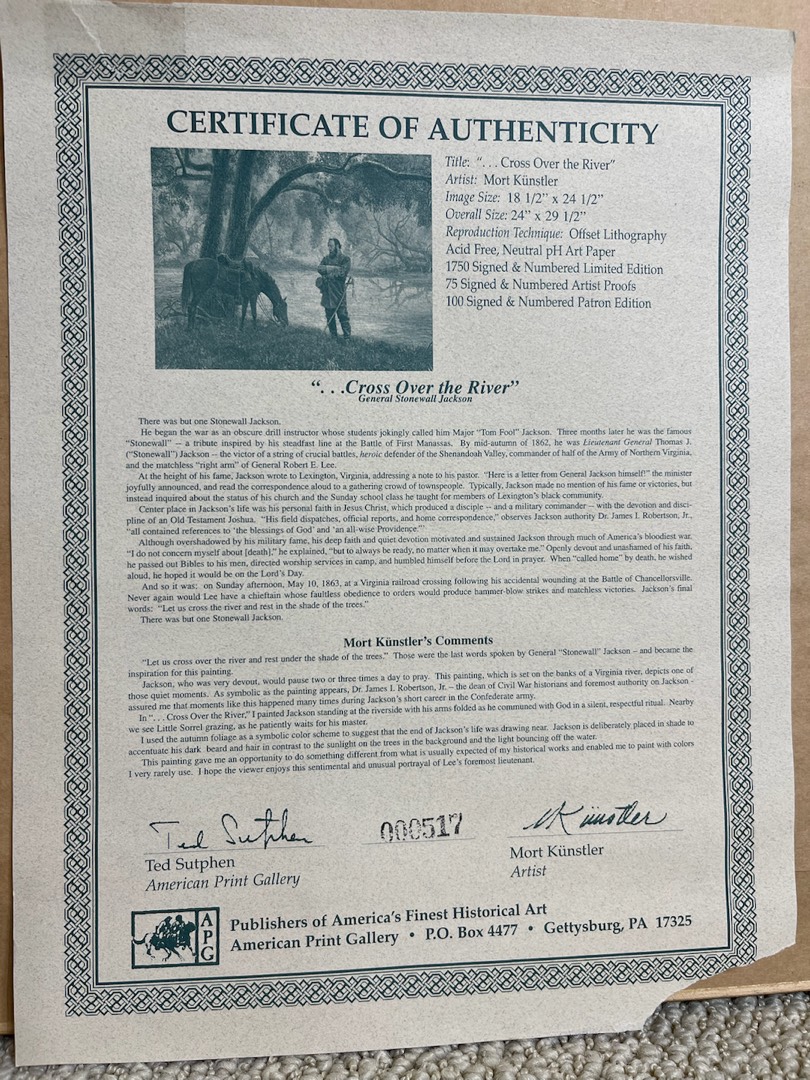 CERTIFICATE OF AUTHENTICITY
Title: ". . . Cross Over the River"
Artist: Mort Künstler
Image Size: 18 1/2" x 24 1/2"
Overall Size: 24" x 29 1/2"
Reproduction Technique: Offset Lithography
Acid Free, Neutral pH Art Paper
1750 Signed & Numbered Limited Edition
75 Signed & Numbered Artist Proofs
100 Signed & Numbered Patron Edition
". . .Cross Over the River"
General Stonewall Jackson
There was but one Stonewall Jackson.
He began the war as an obscure drill instructor whose students jokingly called him Major "Tom Fool" Jackson. Three months later he was the famous
"Stonewall" – a tribute inspired by his steadfast line at the Battle of First Manassas. By mid-autumn of 1862, he was Lieutenant General Thomas J.
("Stonewall") Jackson – the victor of a string of crucial battles, heroic defender of the Shenandoah Valley, commander of half of the Army of Northern Virginia,
and the matchless "right arm" of General Robert E. Lee.
At the height of his fame, Jackson wrote to Lexington, Virginia, addressing a note to his pastor. "Here is a letter from General Jackson himself!" the minister
joyfully announced, and read the correspondence aloud to a gathering crowd of townspeople. Typically, Jackson made no mention of his fame or victories, but
instead inquired about the status of his church and the Sunday school class he taught for members of Lexington's black community.
Center place in Jackson's life was his personal faith in Jesus Christ, which produced a disciple – and a military commander – with the devotion and disci-
pline of an Old Testament Joshua. "His field dispatches, official reports, and home correspondence," observes Jackson authority Dr. James I. Robertson, Jr.,
"all contained references to 'the blessings of God' and 'an all-wise Providence.'"
Although overshadowed by his military fame, his deep faith and quiet devotion motivated and sustained Jackson through much of America's bloodiest war.
"I do not concern myself about [death]," he explained, "but to always be ready, no matter when it may overtake me." Openly devout and unashamed of his faith,
he passed out Bibles to his men, directed worship services in camp, and humbled himself before the Lord in prayer. When "called home" by death, he wished
aloud, he hoped it would be on the Lord's Day.
And so it was: on Sunday afternoon, May 10, 1863, at a Virginia railroad crossing following his accidental wounding at the Battle of Chancellorsville.
Never again would Lee have a chieftain whose faultless obedience to orders would produce hammer-blow strikes and matchless victories. Jackson's final
words: "Let us cross the river and rest in the shade of the trees."
There was but one Stonewall Jackson.
Mort Künstler's Comments
"Let us cross over the river and rest under the shade of the trees." Those were the last words spoken by General "Stonewall" Jackson – and became the
inspiration for this painting.
Jackson, who was very devout, would pause two or three times a day to pray. This painting, which is set on the banks of a Virginia river, depicts one of
those quiet moments. As symbolic as the painting appears, Dr. James I. Robertson, Jr. – the dean of Civil War historians and foremost authority on Jackson -
assured me that moments like this happened many times during Jackson's short career in the Confederate army.
In ". . . Cross Over the River," I painted Jackson standing at the riverside with his arms folded as he communed with God in a silent, respectful ritual. Nearby
we see Little Sorrel grazing, as he patiently waits for his master.
I used the autumn foliage as a symbolic color scheme to suggest that the end of Jackson's life was drawing near. Jackson is deliberately placed in shade to
accentuate his dark beard and hair in contrast to the sunlight on the trees in the background and the light bouncing off the water.
This painting gave me an opportunity to do something different from what is usually expected of my historical works and enabled me to paint with colors
I very rarely use. I hope the viewer enjoys this sentimental and unusual portrayal of Lee's foremost lieutenant.
Ted Sutphen 000517 M Künstler
Ted Sutphen
American Print Gallery
Mort Künstler
Artist
APG
Publishers of America's Finest Historical Art
American Print Gallery • P.O. Box 4477 • Gettysburg, PA 17325